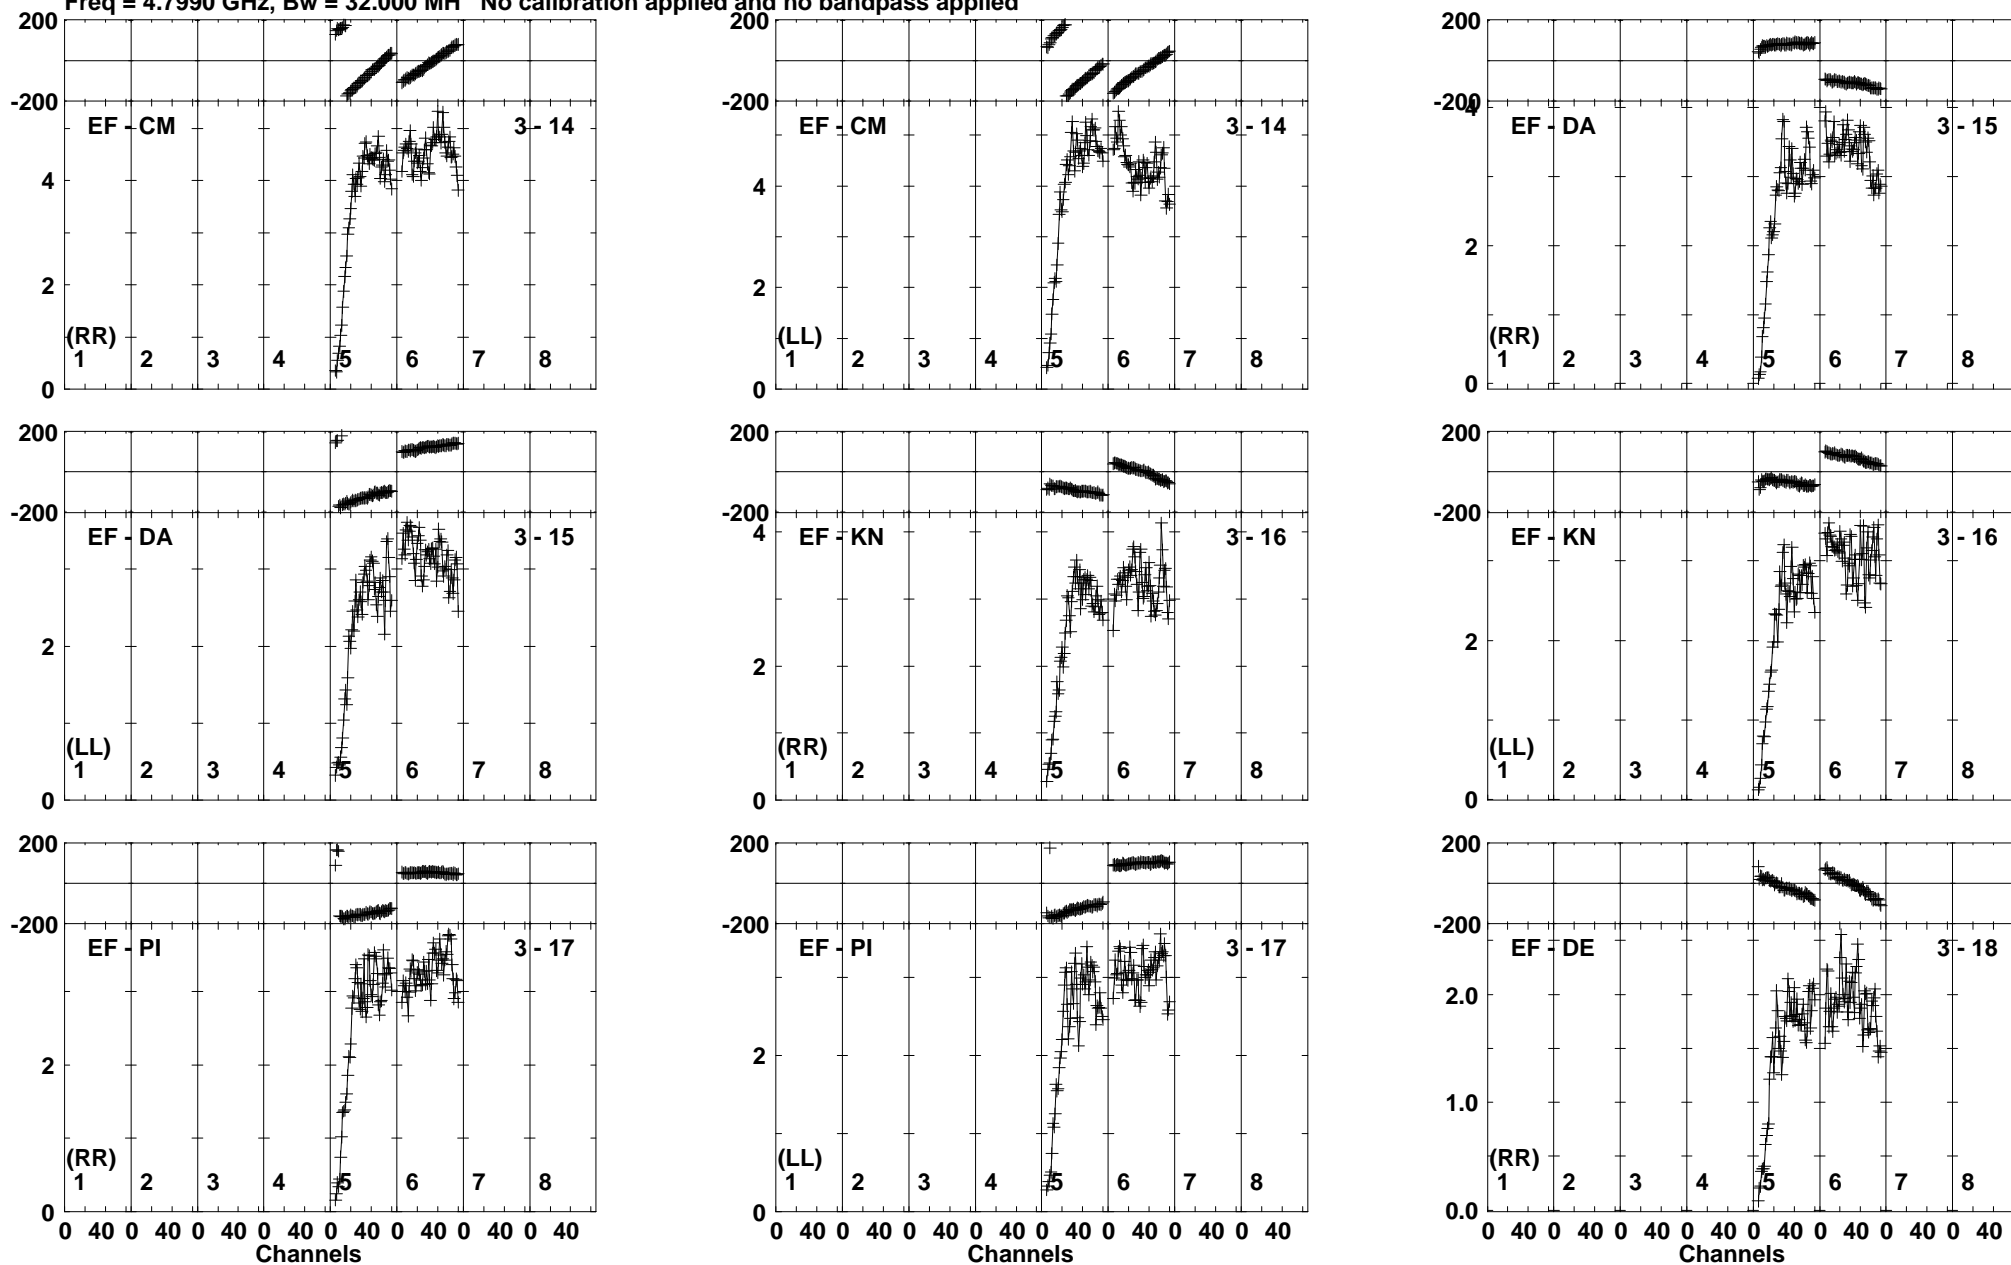 Freq = 4.7990 GHz, Bw = 32.000 MH No calibration applied and no bandpass applied
200 200 200
-200 -200 -200
4
EF - CM 3 - 14 EF - CM 3 - 14 EF - DA 3 - 15
4 4
2 2 2
(RR) (LL) (RR)
1 2 3 4 5 6 7 8 1 2 3 4 5 6 7 8 1 2 3 4 5 6 7 8
0 0 0
200 200 200
-200 -200 -200
EF - DA 3 - 15 EF - KN 3 - 16 EF - KN 3 - 16
4
2 2 2
(LL) (RR) (LL)
1 2 3 4 5 6 7 8 1 2 3 4 5 6 7 8 1 2 3 4 5 6 7 8
0 0 0
200 200 200
-200 -200 -200
EF - PI 3 - 17 EF - PI 3 - 17 EF - DE 3 - 18
2.0
2 2
1.0
(RR) (LL) (RR)
1 2 3 4 5 6 7 8 1 2 3 4 5 6 7 8 1 2 3 4 5 6 7 8
0 0 0.0
0 40 0 40 0 40 0 40 0 40 0 40 0 40 0 40 0 40 0 40 0 40 0 40 0 40 0 40 0 40 0 40 0 40 0 40 0 40 0 40 0 40 0 40 0 40 0 40
Channels Channels Channels